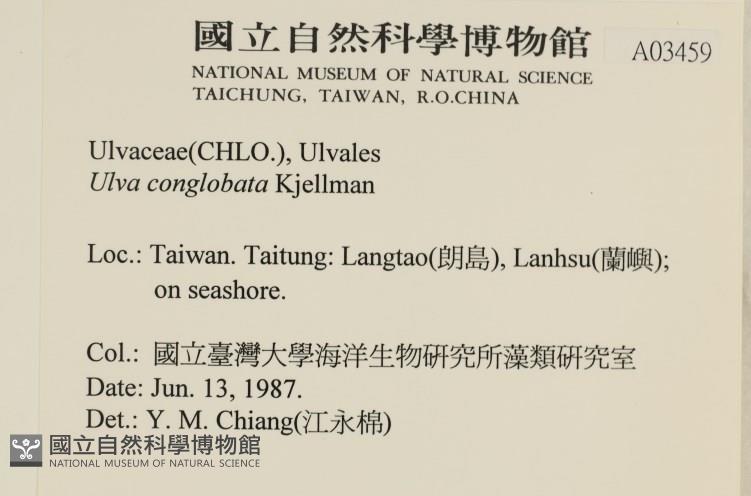 國立自然科學博物館
A03459
NATIONAL MUSEUM OF NATURAL SCIENCE
TAICHUNG, TAIWAN, R.O.CHINA
Ulvaceae(CHLO.), Ulvales
Ulva conglobata Kjellman
Loc.: Taiwan. Taitung: Langtao(朗島), Lanhsu(蘭嶼);
on seashore.
Col.: 國立臺灣大學海洋生物研究所藻類研究室
Date: Jun. 13, 1987.
Det.: Y. M. Chiang(江永棉)
國立自然科學博物館
NATIONAL MUSEUM OF NATURAL SCIENCE